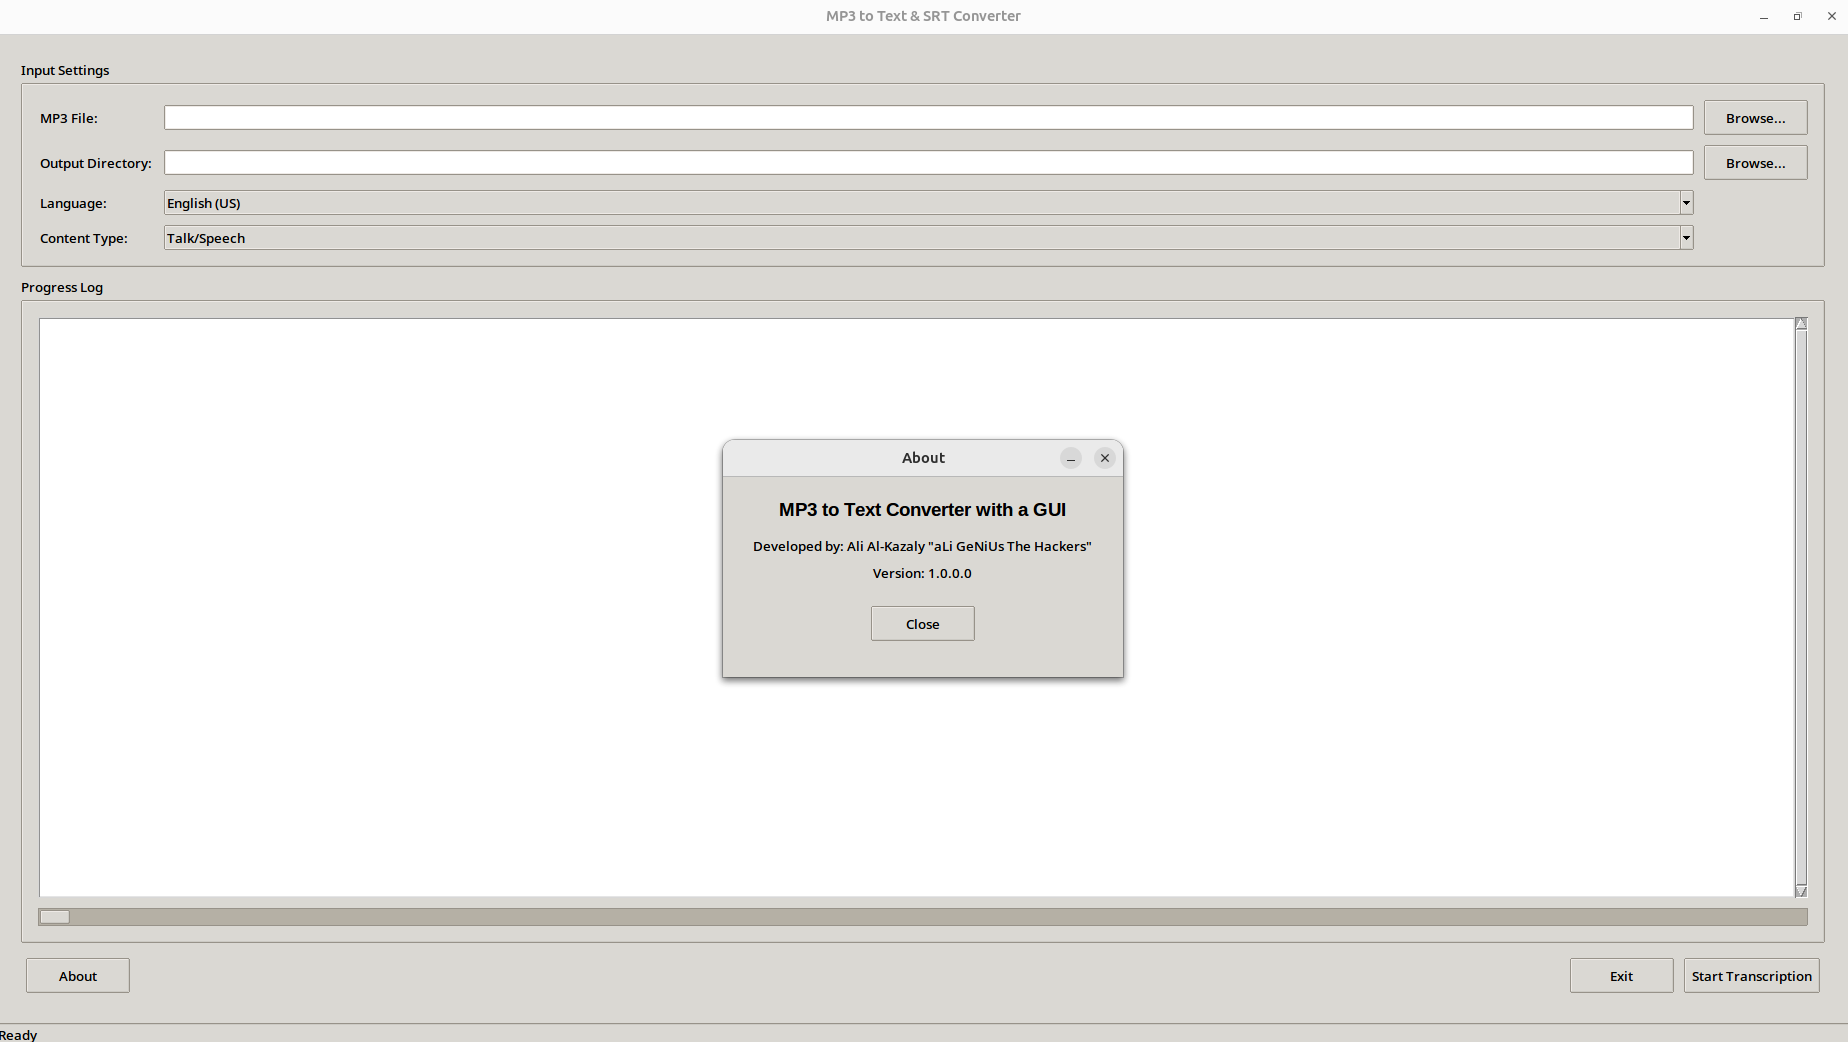 MP3 to Text & SRT Converter
Input Settings
MP3 File:
Browse...
Output Directory:
Browse...
Language:
English (US)
Content Type:
Talk/Speech
Progress Log
About
MP3 to Text Converter with a GUI
Developed by: Ali Al-Kazaly "aLi GeNiUs The Hackers"
Version: 1.0.0.0
Close
About
Exit
Start Transcription
Ready